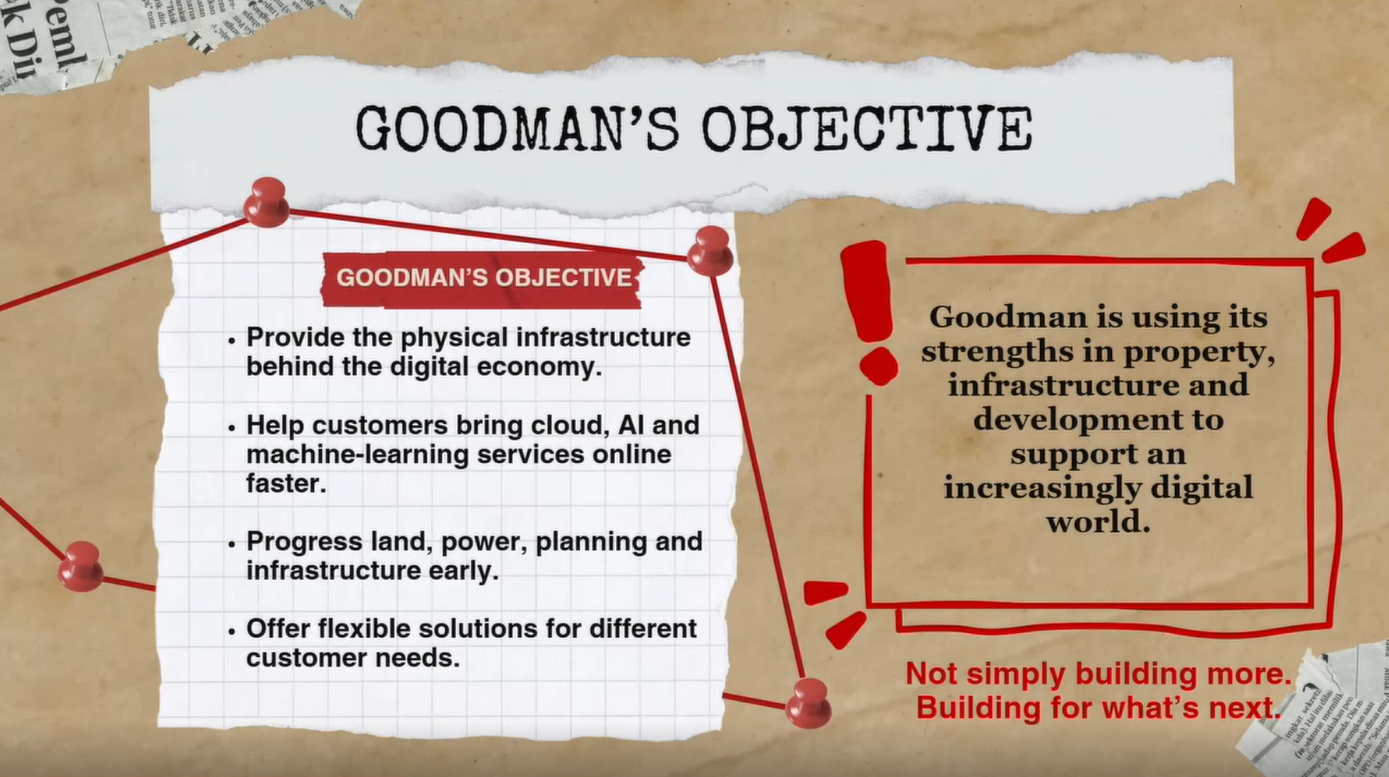 GOODMAN’S OBJECTIVE
GOODMAN’S OBJECTIVE
• Provide the physical infrastructure
behind the digital economy.
• Help customers bring cloud, AI and
machine-learning services online
faster.
• Progress land, power, planning and
infrastructure early.
• Offer flexible solutions for different
customer needs.
Goodman is using its
strengths in property,
infrastructure and
development to
support an
increasingly digital
world.
Not simply building more.
Building for what’s next.